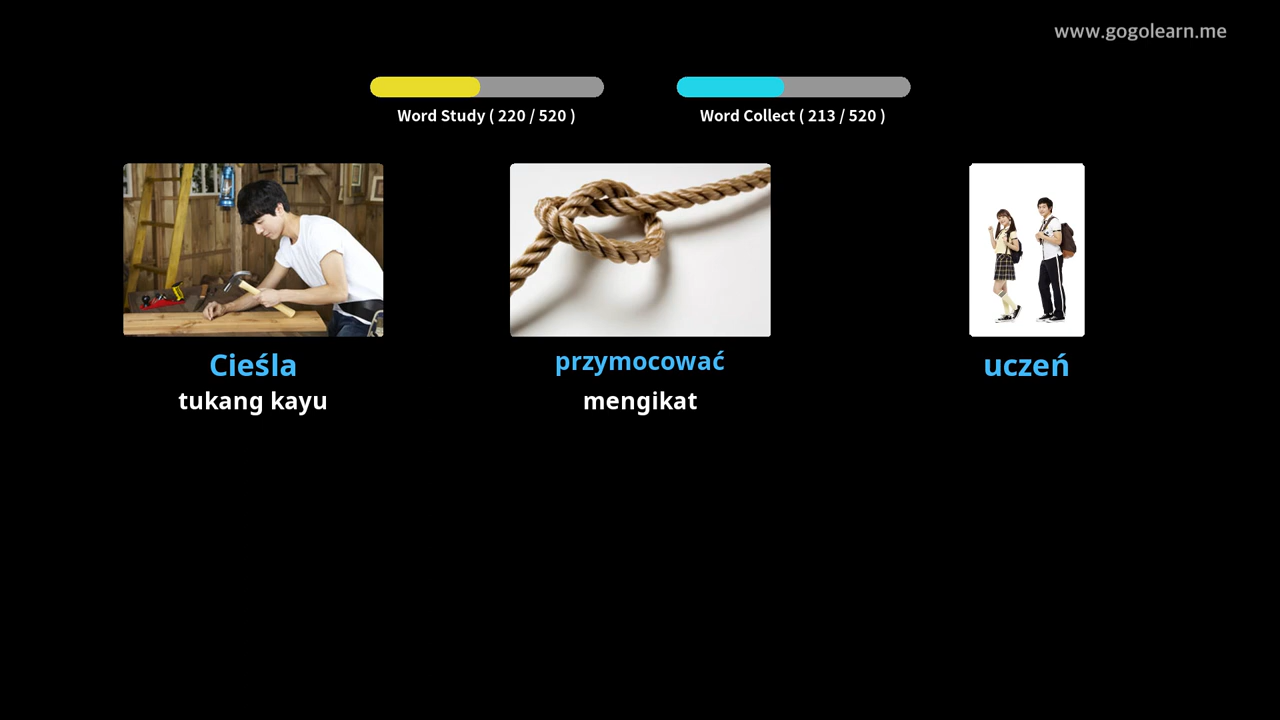 www.gogolearn.me
Word Study ( 220 / 520 )
Word Collect ( 213 / 520 )
Cieśla
tukang kayu
przymocować
mengikat
uczeń